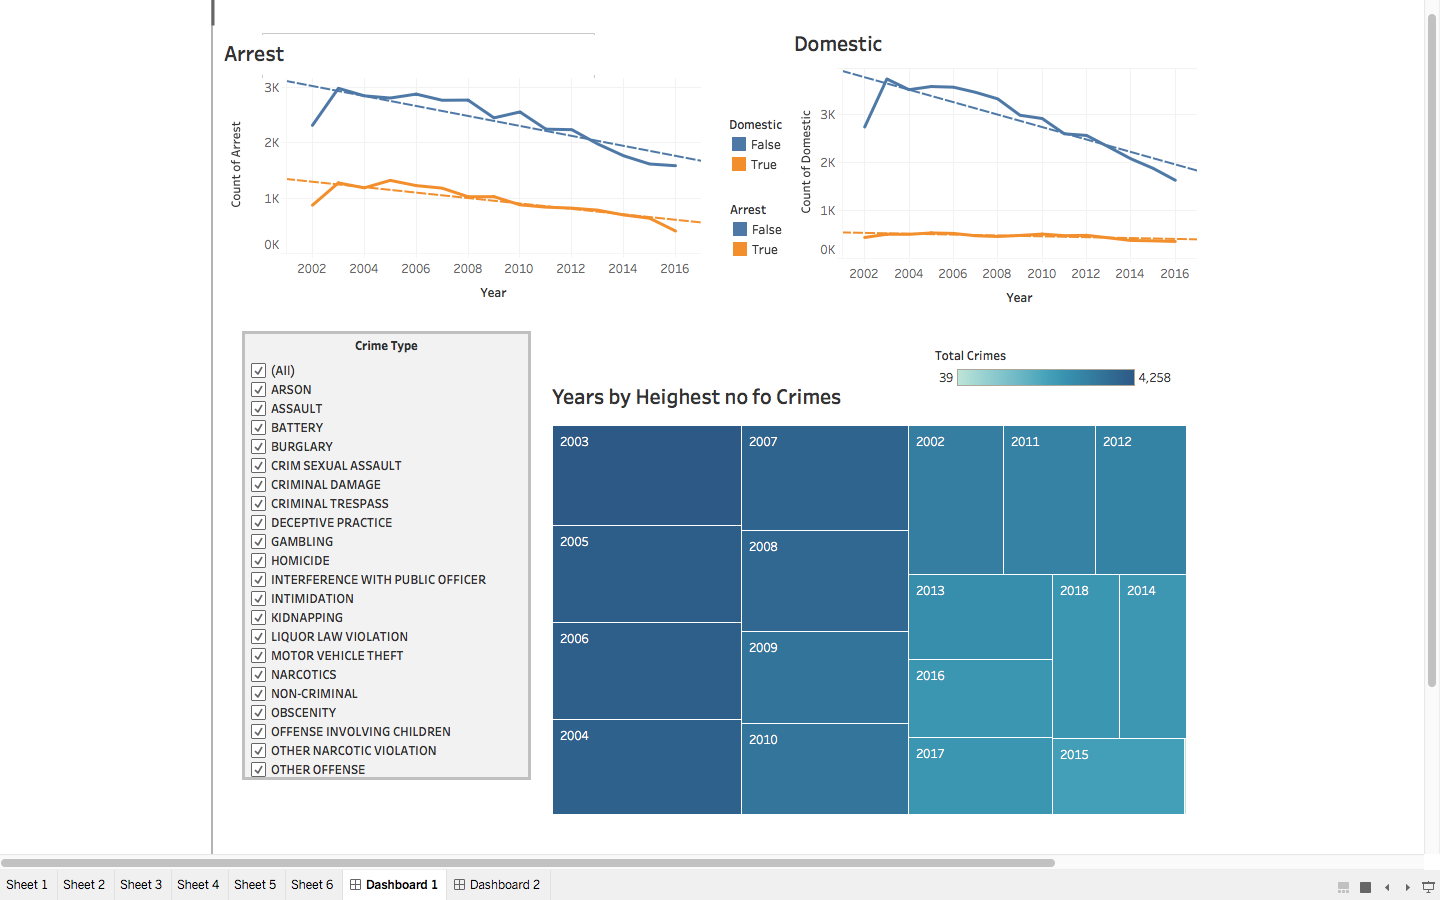 Arrest
Count of Arrest
3K
2K
1K
0K
2002 2004 2006 2008 2010 2012 2014 2016
Year
Domestic
False
True
Arrest
False
True
Domestic
Count of Domestic
3K
2K
1K
0K
2002 2004 2006 2008 2010 2012 2014 2016
Year
Crime Type
(All)
ARSON
ASSAULT
BATTERY
BURGLARY
CRIM SEXUAL ASSAULT
CRIMINAL DAMAGE
CRIMINAL TRESPASS
DECEPTIVE PRACTICE
GAMBLING
HOMICIDE
INTERFERENCE WITH PUBLIC OFFICER
INTIMIDATION
KIDNAPPING
LIQUOR LAW VIOLATION
MOTOR VEHICLE THEFT
NARCOTICS
NON-CRIMINAL
OBSCENITY
OFFENSE INVOLVING CHILDREN
OTHER NARCOTIC VIOLATION
OTHER OFFENSE
Total Crimes
39 4,258
Years by Heighest no fo Crimes
2003
2005
2006
2004
2007
2008
2009
2010
2002 2011 2012
2013
2016
2017
2018 2014
2015
Sheet 1 Sheet 2 Sheet 3 Sheet 4 Sheet 5 Sheet 6 Dashboard 1 Dashboard 2